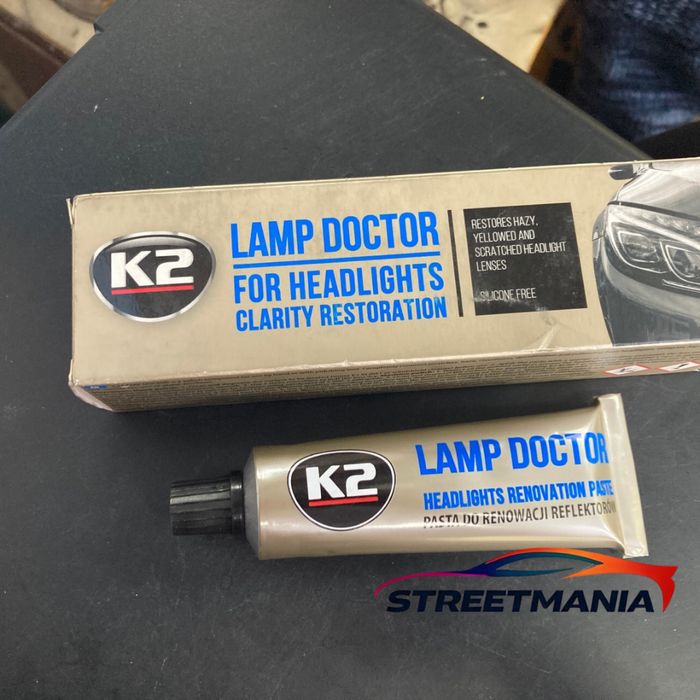 K2
LAMP DOCTOR
FOR HEADLIGHTS
CLARITY RESTORATION
RESTORES HAZY,
YELLOWED AND
SCRATCHED HEADLIGHT
LENSES
SILICONE FREE
K2
LAMP DOCTOR
HEADLIGHTS RENOVATION PASTE
PASTA DO RENOWACJI REFLEKTORÓW
STREETMANIA